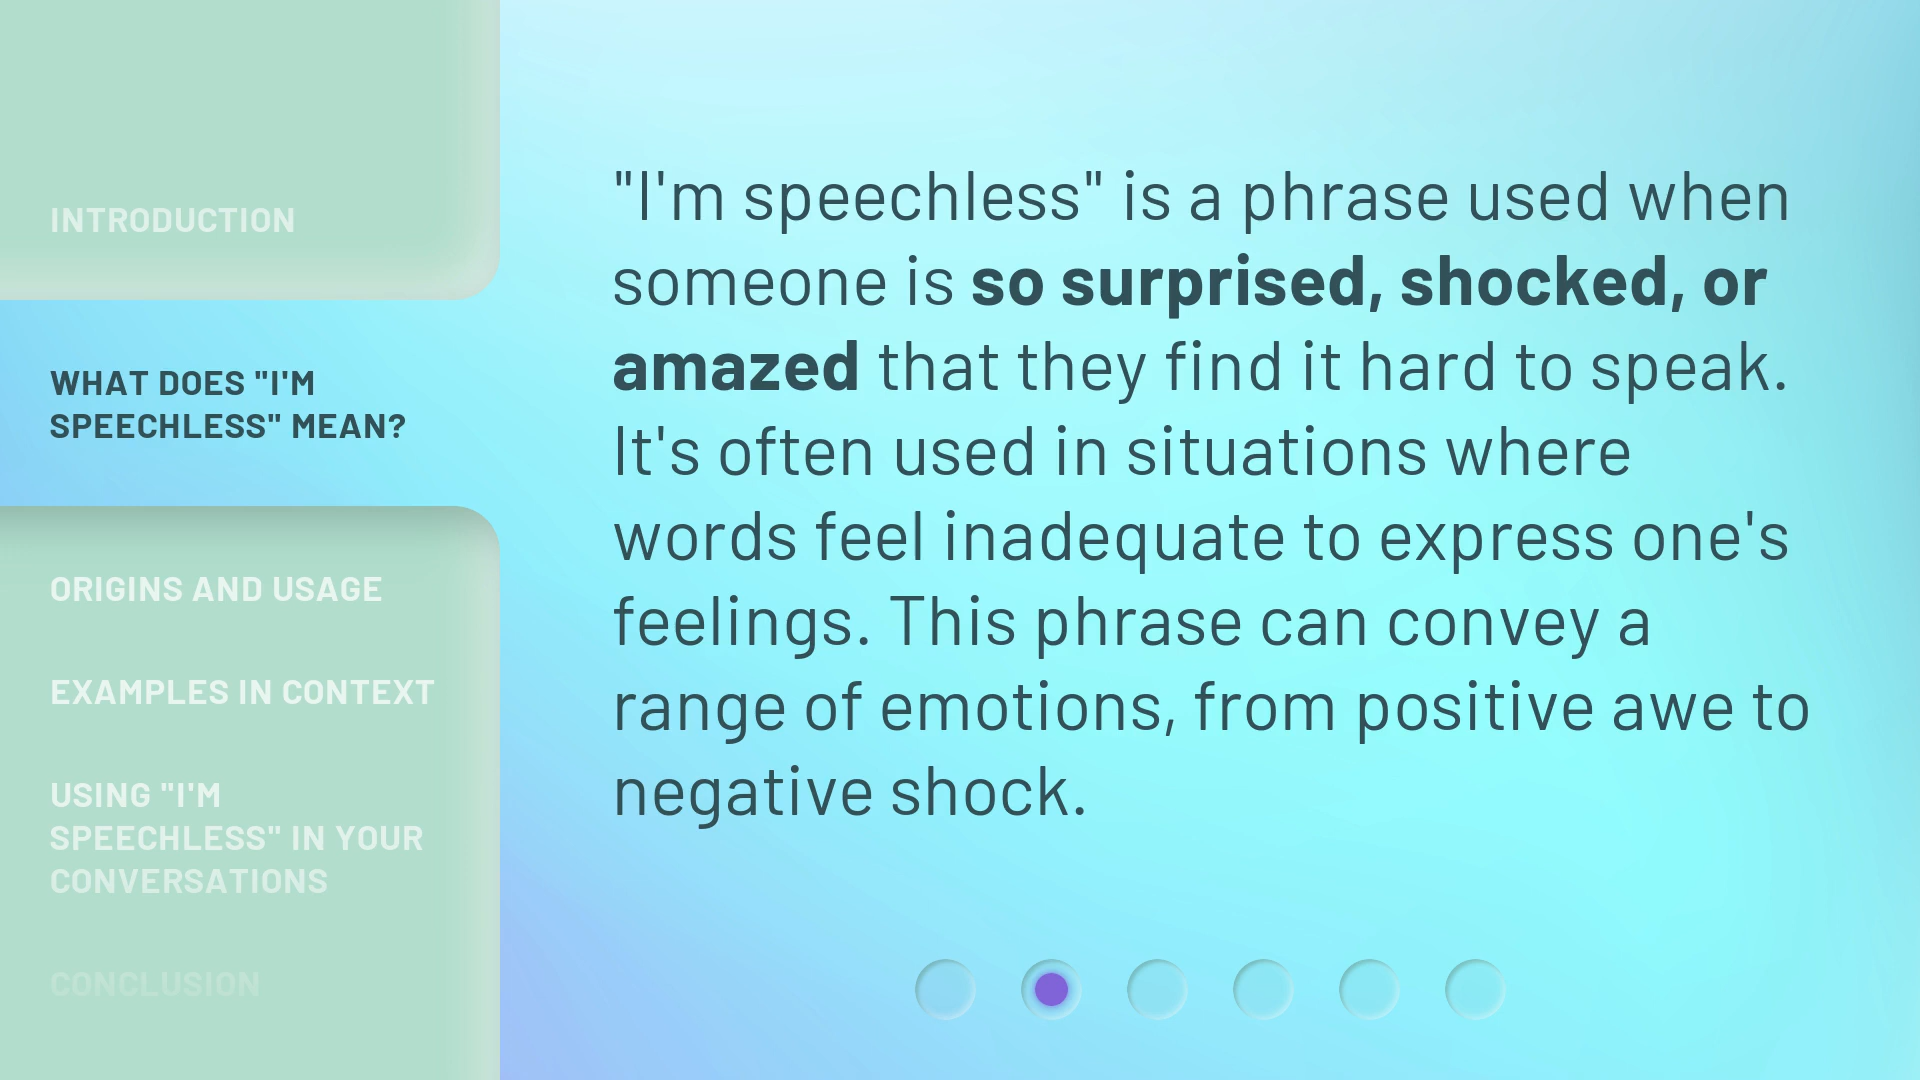 INTRODUCTION
WHAT DOES "I'M
SPEECHLESS" MEAN?
ORIGINS AND USAGE
EXAMPLES IN CONTEXT
USING "I'M
SPEECHLESS" IN YOUR
CONVERSATIONS
CONCLUSION
"I'm speechless" is a phrase used when
someone is so surprised, shocked, or
amazed that they find it hard to speak.
It's often used in situations where
words feel inadequate to express one's
feelings. This phrase can convey a
range of emotions, from positive awe to
negative shock.